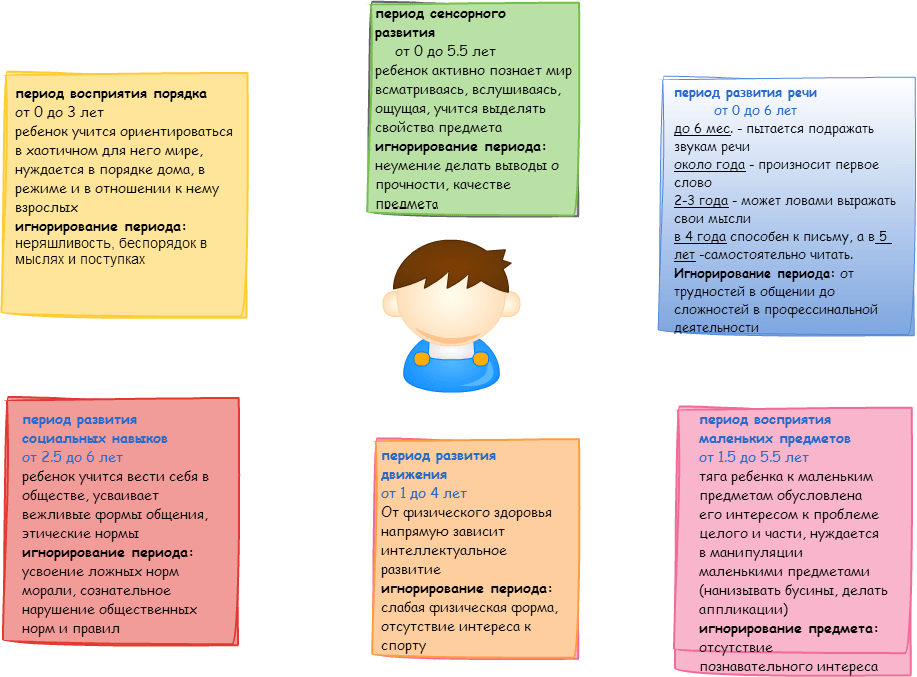 период сенсорного
развития
от 0 до 5.5 лет
ребенок активно познает мир
всматриваясь, вслушиваясь,
ощущая, учится выделять
свойства предмета
игнорирование периода:
неумение делать выводы о
прочности, качестве
предмета
период восприятия порядка
от 0 до 3 лет
ребенок учится ориентироваться
в хаотичном для него мире,
нуждается в порядке дома, в
режиме и в отношении к нему
взрослых
игнорирование периода:
неряшливость, беспорядок в
мыслях и поступках
период развития речи
от 0 до 6 лет
до 6 мес. - пытается подражать
звукам речи
около года - произносит первое
слово
2-3 года - может ловами выражать
свои мысли
в 4 года способен к письму, а в 5
лет -самостоятельно читать.
Игнорирование периода: от
трудностей в общении до
сложностей в профессинальной
деятельности
период развития
социальных навыков
от 2.5 до 6 лет
ребенок учится вести себя в
обществе, усваивает
вежливые формы общения,
этические нормы
игнорирование периода:
усвоение ложных норм
морали, сознательное
нарушение общественных
норм и правил
период развития
движения
от 1 до 4 лет
От физического здоровья
напрямую зависит
интеллектуальное
развитие
игнорирование периода:
слабая физическая форма,
отсутствие интереса к
спорту
период восприятия
маленьких предметов
от 1.5 до 5.5 лет
тяга ребенка к маленьким
предметам обусловлена
его интересом к проблеме
целого и части, нуждается
в манипуляции
маленькими предметами
(нанизывать бусины, делать
аппликации)
игнорирование предмета:
отсутствие
познавательного интереса